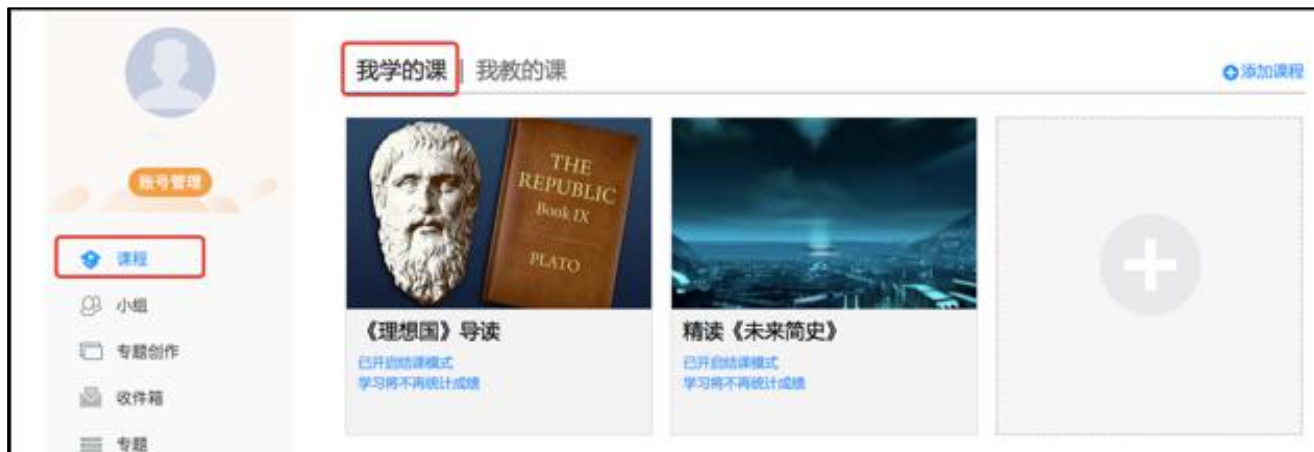 我学的课 | 我教的课
添加课程
账号管理
课程
小组
专题创作
收件箱
专题
THE
REPUBLIC
Book IX
PLATO
《理想国》导读
已开启结课模式
学习将不再统计成绩
精读《未来简史》
已开启结课模式
学习将不再统计成绩